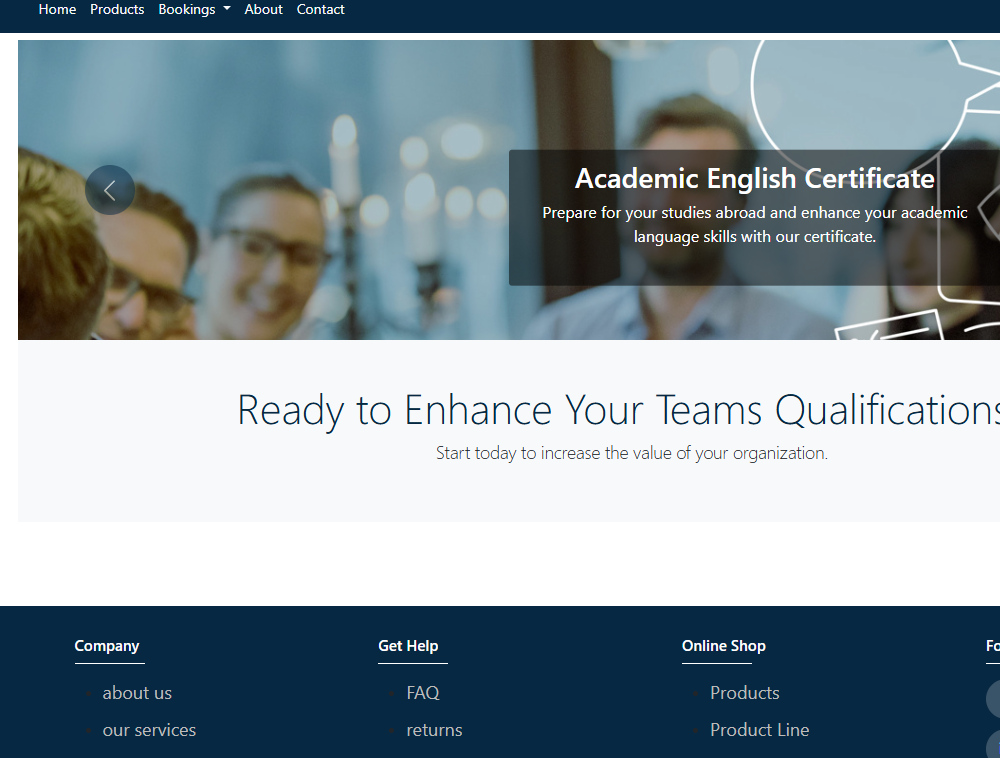 Home Products Bookings About Contact
Academic English Certificate
Prepare for your studies abroad and enhance your academic
language skills with our certificate.
Ready to Enhance Your Teams Qualifications
Start today to increase the value of your organization.
Company Get Help Online Shop
about us FAQ Products
our services returns Product Line